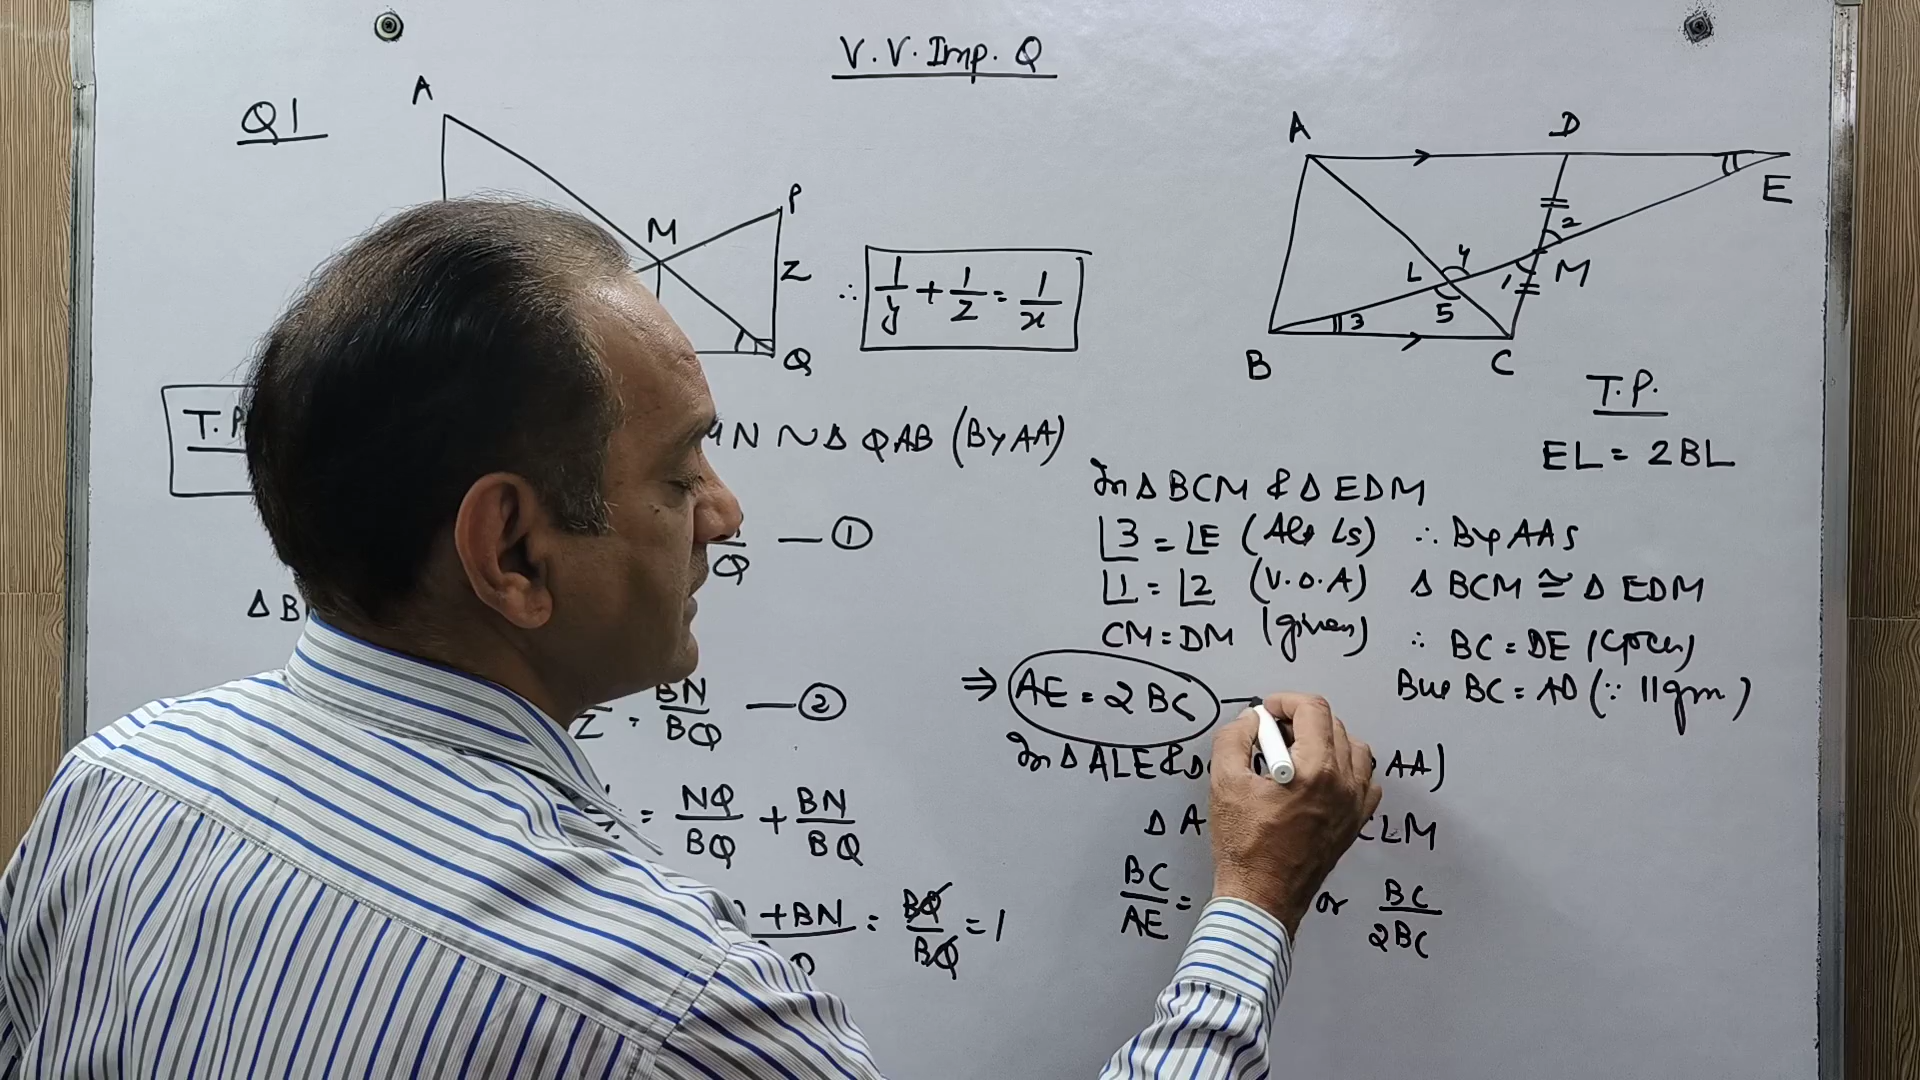 V.V. Imp. Q
Q1
A
M
P
Z
Q
∴ 1/y + 1/z = 1/x
T.P
N ~ Δ QAB (By AA)
Q — ①
Δ B
Z = BN/BQ — ②
= NQ/BQ + BN/BQ
+BN = BQ/BQ = 1
A
D
E
2
4
L
M
1
5
3
B
C
T.P.
EL = 2BL
In Δ BCM & Δ EDM
∠3 = ∠E (Alt ∠s) ∴ By AAS
∠1 = ∠2 (V.O.A) Δ BCM ≅ Δ EDM
CM = DM (given) ∴ BC = DE (cpct)
⇒ AE = 2BC —
But BC = AD (∵ ||gm)
In Δ ALE & Δ AA)
Δ A CLM
BC/AE = or BC/2BC